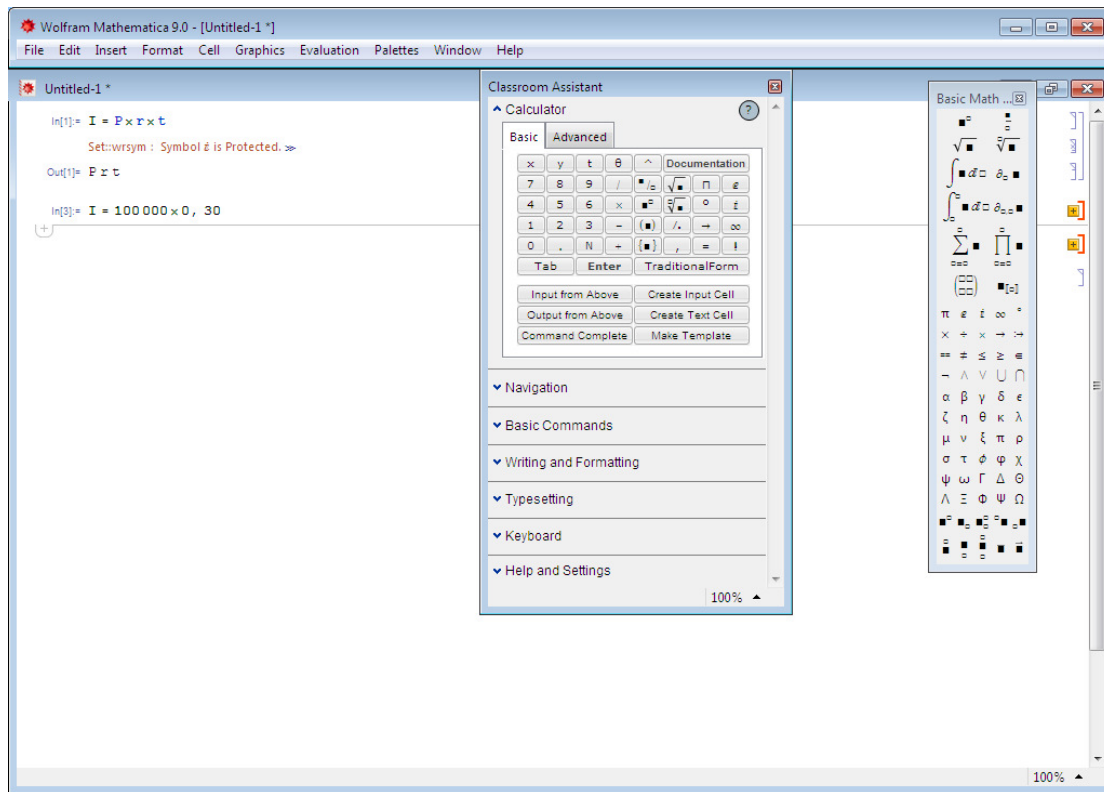 Wolfram Mathematica 9.0 - [Untitled-1 *]
File Edit Insert Format Cell Graphics Evaluation Palettes Window Help
Untitled-1 *
In[1]:= I = P×r×t
Set::wrsym : Symbol ⅈ is Protected. ≫
Out[1]= P r t
In[3]:= I = 100 000×0, 30
Classroom Assistant
Calculator
?
Basic Advanced
x y t θ ^ Documentation
7 8 9 / ■/□ √■ π ⅇ
4 5 6 × ■□ □√■ ° ⅈ
1 2 3 - (■) /. → ∞
0 . N + {■} , = !
Tab Enter TraditionalForm
Input from Above Create Input Cell
Output from Above Create Text Cell
Command Complete Make Template
Navigation
Basic Commands
Writing and Formatting
Typesetting
Keyboard
Help and Settings
100%
Basic Math ...
√■ □√■
∫■ⅆ□ ∂□ ■
∫■ⅆ□ ∂□,□ ■
∑■ ∏■
■[□]
π ⅇ ⅈ ∞ °
× ÷ × → :→
== ≠ ≤ ≥ ∈
¬ ∧ ∨ ∪ ∩
α β γ δ ε
ζ η θ κ λ
μ ν ξ π ρ
σ τ ϕ φ χ
ψ ω Γ Δ Θ
Λ Ξ Φ Ψ Ω
100%